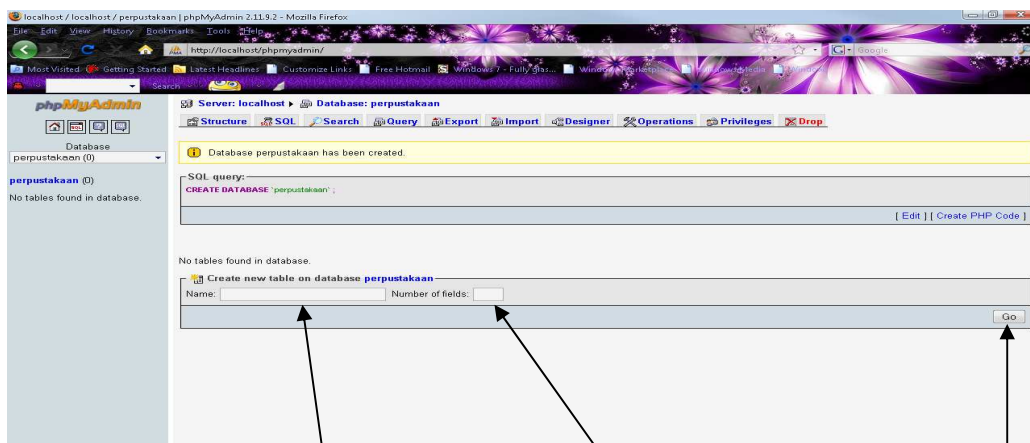 localhost / localhost / perpustakaan | phpMyAdmin 2.11.9.2 - Mozilla Firefox
File Edit View History Bookmarks Tools Help
http://localhost/phpmyadmin/
Google
Most Visited Getting Started Latest Headlines Customize Links Free Hotmail Windows 7 - Fully glas... Windows Marketplace Windows Media Windows
Search
phpMyAdmin
Database
perpustakaan (0)
perpustakaan (0)
No tables found in database.
Server: localhost Database: perpustakaan
Structure SQL Search Query Export Import Designer Operations Privileges Drop
Database perpustakaan has been created.
SQL query:
CREATE DATABASE `perpustakaan` ;
[ Edit ] [ Create PHP Code ]
No tables found in database.
Create new table on database perpustakaan
Name: Number of fields:
Go